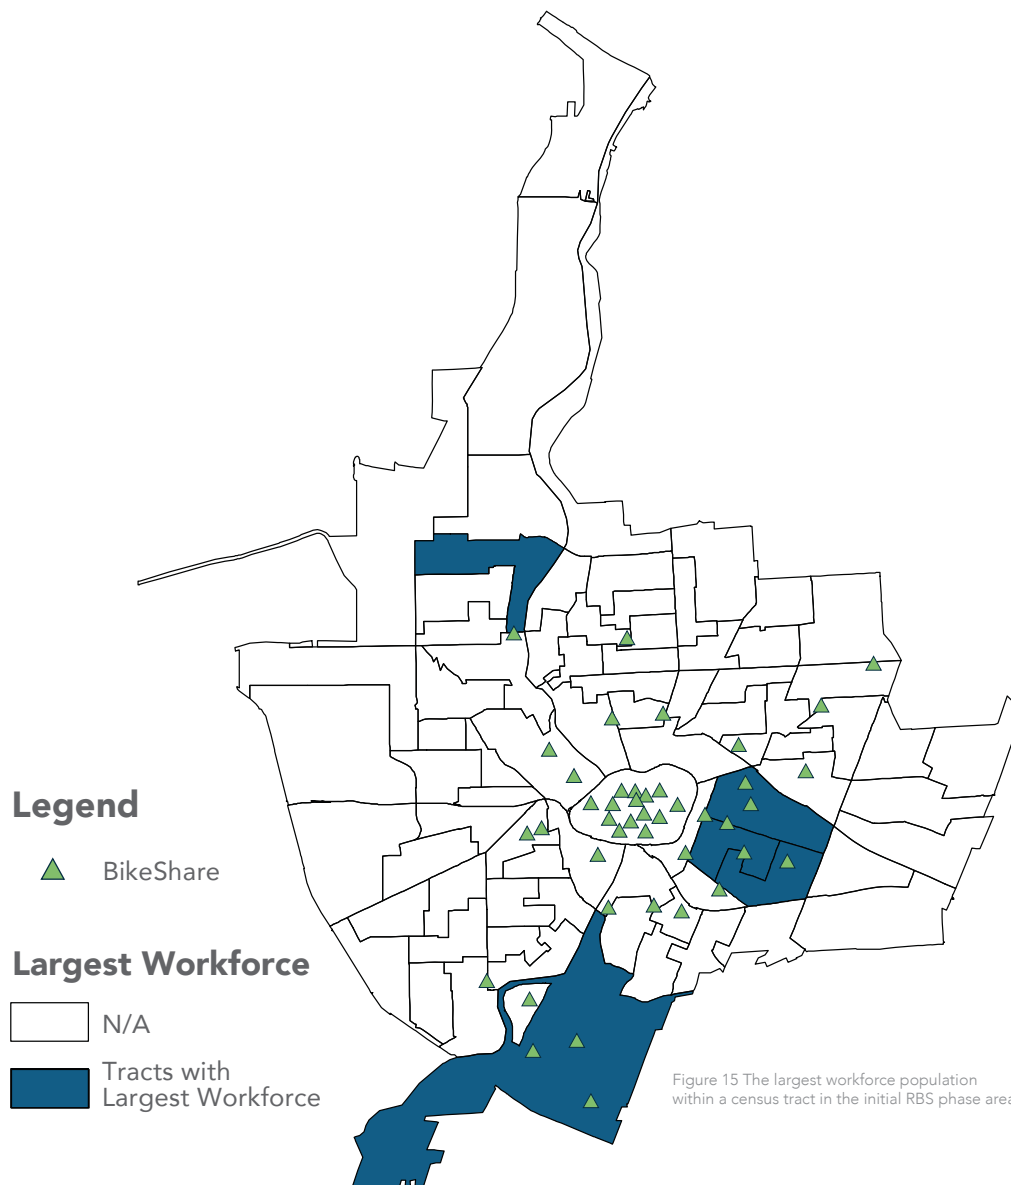 Legend
BikeShare
Largest Workforce
N/A
Tracts with
Largest Workforce
Figure 15 The largest workforce population
within a census tract in the initial RBS phase area